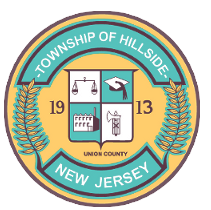 -TOWNSHIP OF HILLSIDE-
19 13
UNION COUNTY
NEW JERSEY